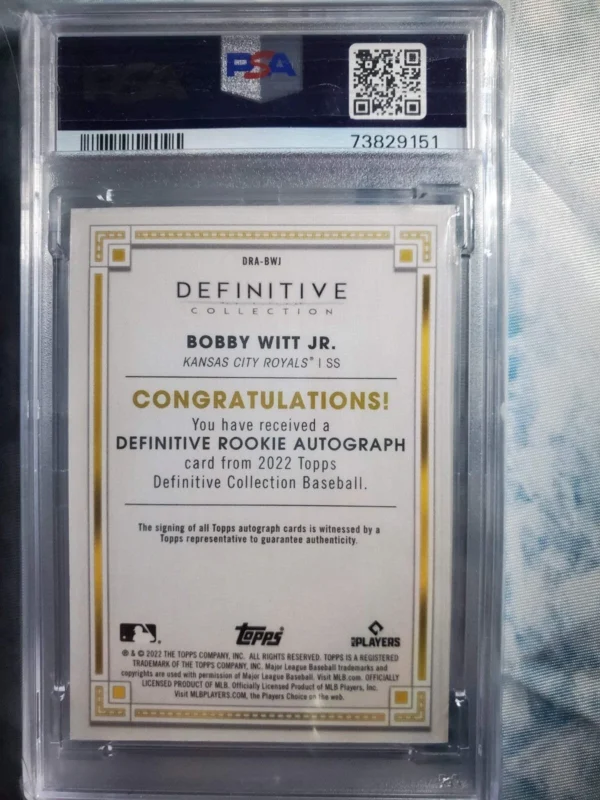 PSA
73829151
DRA-BWJ
DEFINITIVE
COLLECTION
BOBBY WITT JR.
KANSAS CITY ROYALS® | SS
CONGRATULATIONS!
You have received a
DEFINITIVE ROOKIE AUTOGRAPH
card from 2022 Topps
Definitive Collection Baseball.
The signing of all Topps autograph cards is witnessed by a
Topps representative to guarantee authenticity.
Topps
PLAYERS
® & © 2022 THE TOPPS COMPANY, INC. ALL RIGHTS RESERVED. TOPPS IS A REGISTERED
TRADEMARK OF THE TOPPS COMPANY, INC. Major League Baseball trademarks and
copyrights are used with permission of Major League Baseball. Visit MLB.com. OFFICIALLY
LICENSED PRODUCT OF MLB. Officially Licensed Product of MLB Players, Inc.
Visit MLBPLAYERS.COM, the Players Choice on the web.